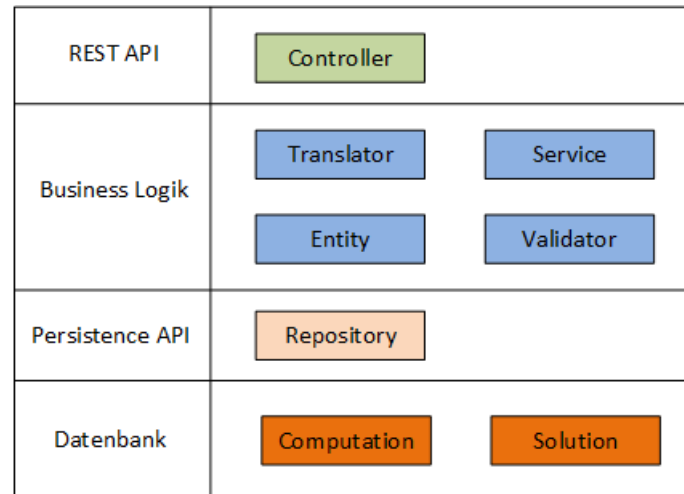 REST API
Controller
Business Logik
Translator
Service
Entity
Validator
Persistence API
Repository
Datenbank
Computation
Solution